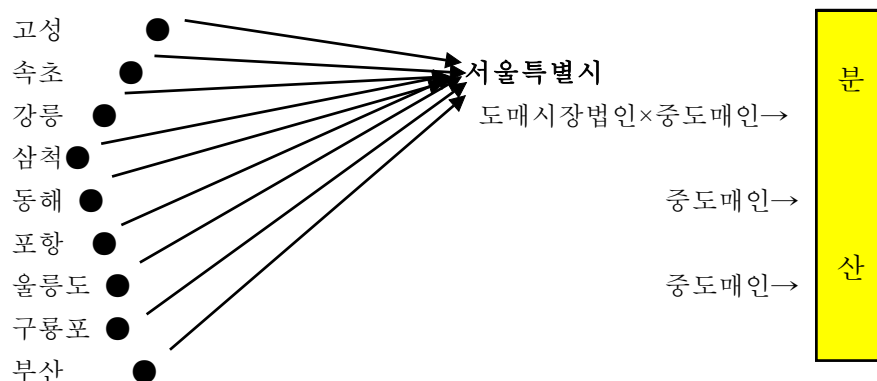 고성 ●
속초 ●
강릉 ●
삼척●
동해 ●
포항 ●
울릉도 ●
구룡포 ●
부산 ●
서울특별시
도매시장법인×중도매인→
중도매인→
중도매인→
분
산